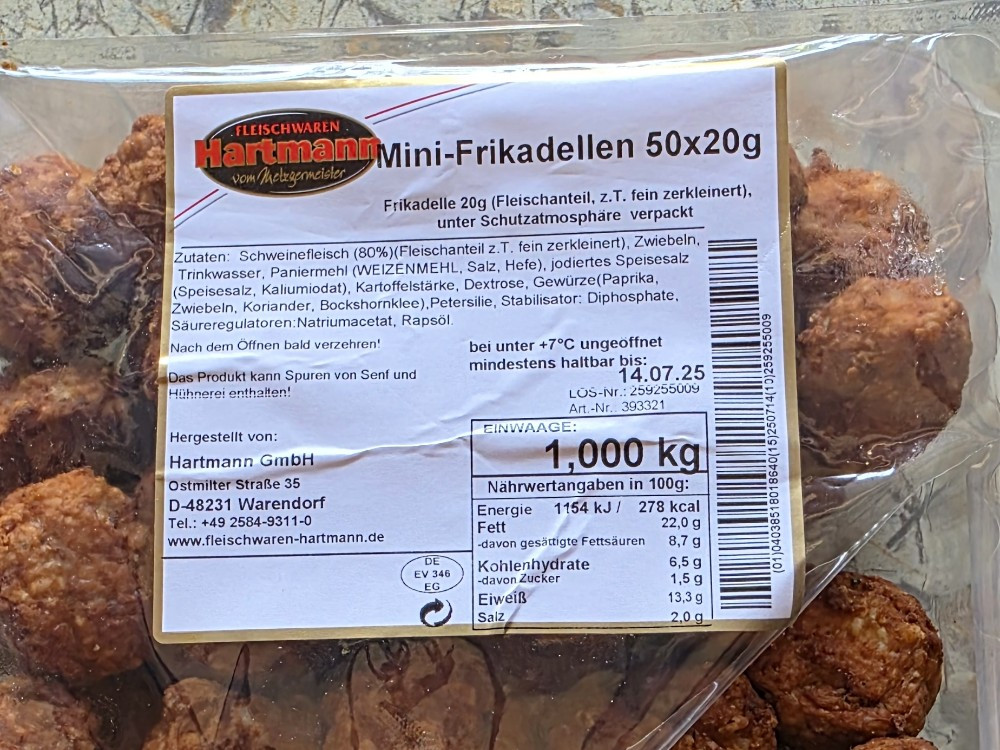 FLEISCHWAREN
Hartmann
vom Metzgermeister
Mini-Frikadellen 50x20g
Frikadelle 20g (Fleischanteil, z.T. fein zerkleinert),
unter Schutzatmosphäre verpackt
Zutaten: Schweinefleisch (80%)(Fleischanteil z.T. fein zerkleinert), Zwiebeln,
Trinkwasser, Paniermehl (WEIZENMEHL, Salz, Hefe), jodiertes Speisesalz
(Speisesalz, Kaliumiodat), Kartoffelstärke, Dextrose, Gewürze(Paprika,
Zwiebeln, Koriander, Bockshornklee),Petersilie, Stabilisator: Diphosphate,
Säureregulatoren:Natriumacetat, Rapsöl.
Nach dem Öffnen bald verzehren!
Das Produkt kann Spuren von Senf und
Hühnerei enthalten!
bei unter +7°C ungeöffnet
mindestens haltbar bis:
14.07.25
LOS-Nr.: 259255009
Art.-Nr.: 393321
Hergestellt von:
Hartmann GmbH
Ostmilter Straße 35
D-48231 Warendorf
Tel.: +49 2584-9311-0
www.fleischwaren-hartmann.de
DE
EV 346
EG
EINWAAGE:
1,000 kg
Nährwertangaben in 100g:
Energie 1154 kJ / 278 kcal
Fett 22,0 g
-davon gesättigte Fettsäuren 8,7 g
Kohlenhydrate 6,5 g
-davon Zucker 1,5 g
Eiweiß 13,3 g
Salz 2,0 g
(01)04038518018640(15)250714(10)259255009